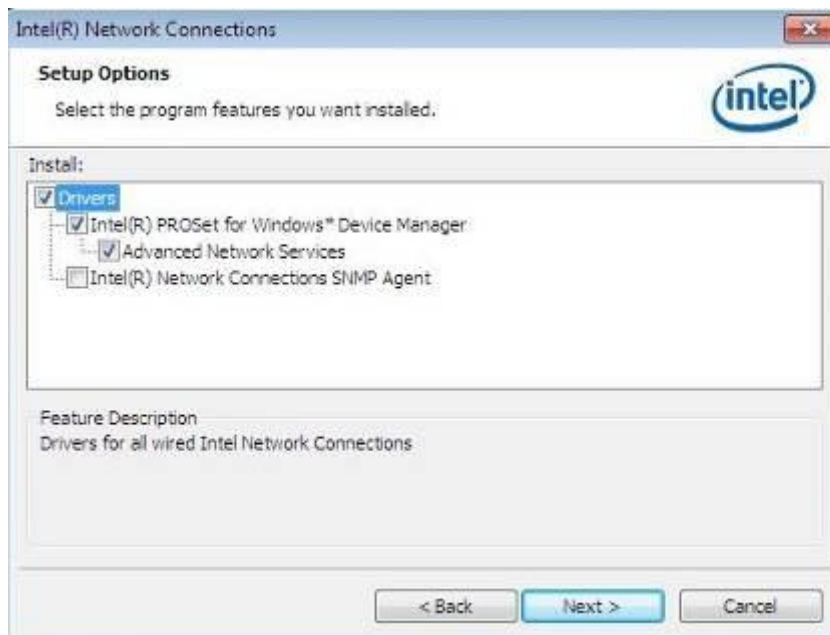 Intel(R) Network Connections
Setup Options
Select the program features you want installed.
intel
Install:
Drivers
Intel(R) PROSet for Windows* Device Manager
Advanced Network Services
Intel(R) Network Connections SNMP Agent
Feature Description
Drivers for all wired Intel Network Connections
< Back Next > Cancel